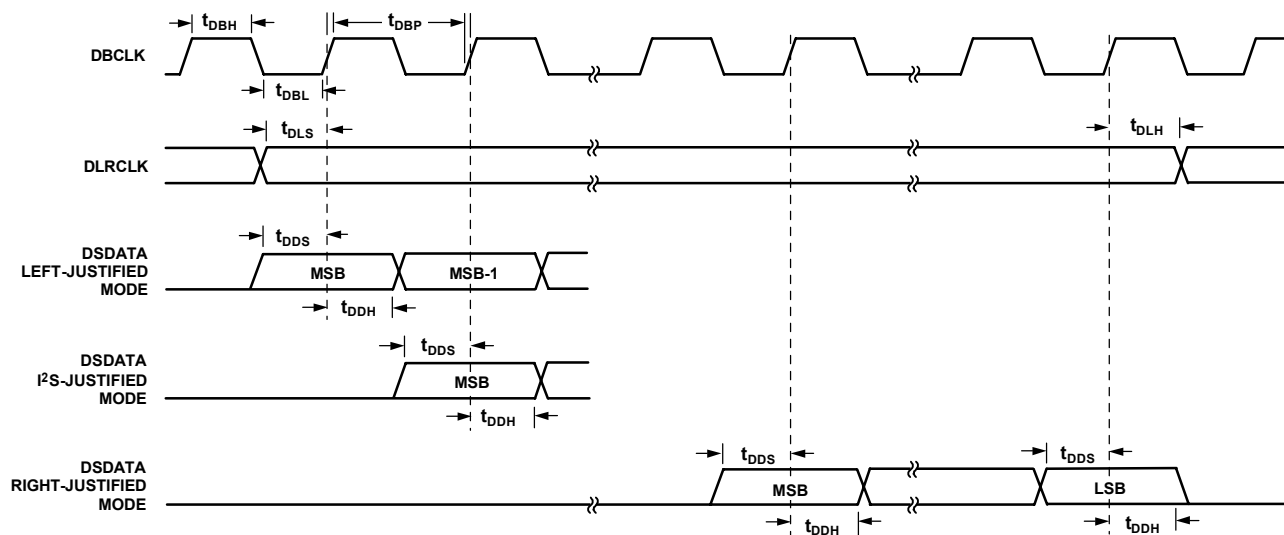 tDBH
tDBP
DBCLK
tDBL
tDLS
tDLH
DLRCLK
tDDS
DSDATA
LEFT-JUSTIFIED
MODE
MSB
MSB-1
tDDH
tDDS
DSDATA
I²S-JUSTIFIED
MODE
MSB
tDDH
tDDS
tDDS
DSDATA
RIGHT-JUSTIFIED
MODE
MSB
LSB
tDDH
tDDH